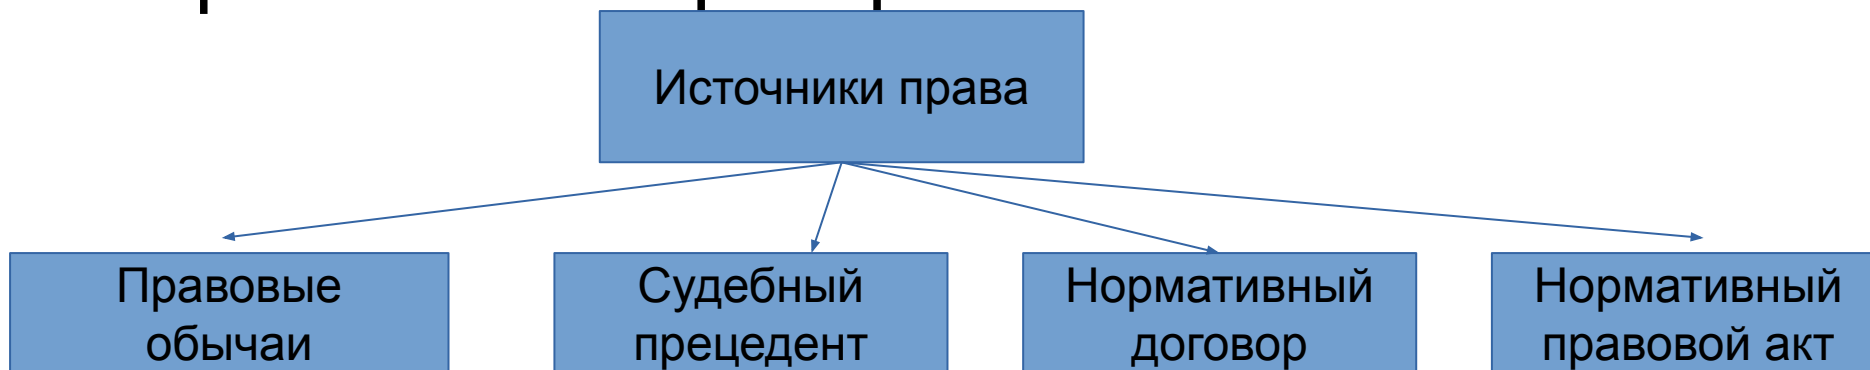 Источники права
Правовые
обычаи
Судебный
прецедент
Нормативный
договор
Нормативный
правовой акт